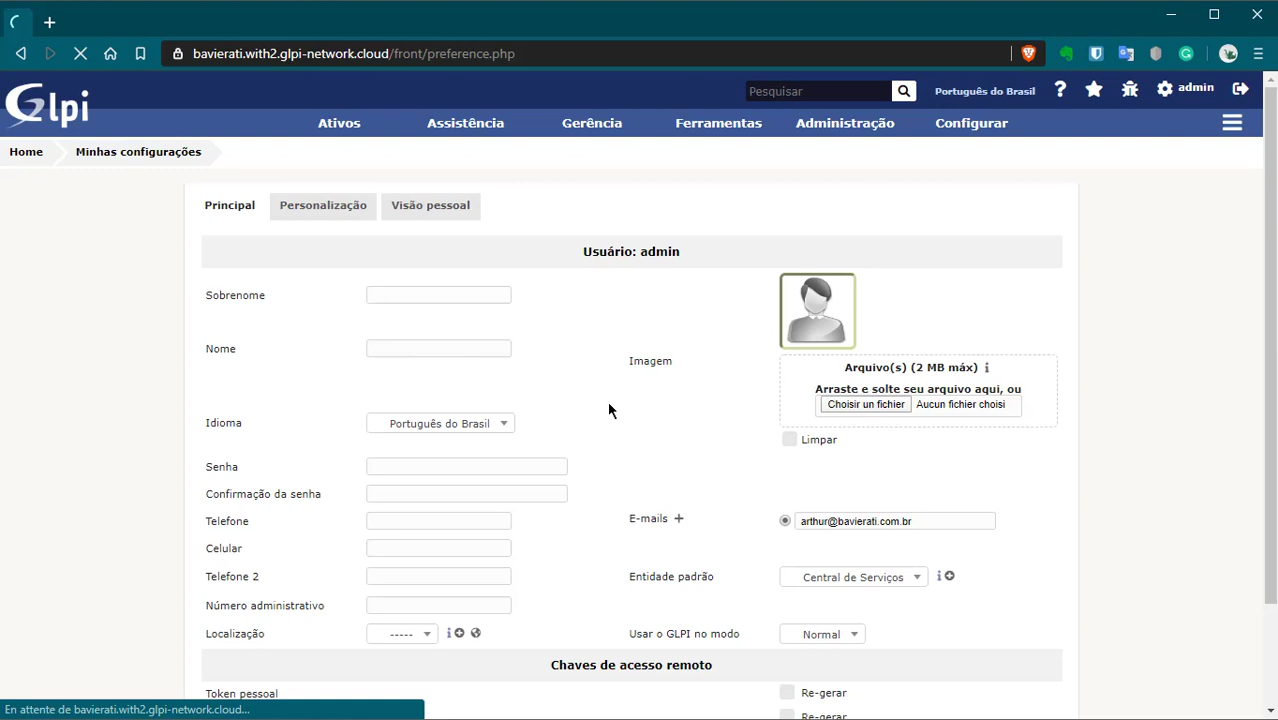 bavierati.with2.glpi-network.cloud/front/preference.php
Glpi
Pesquisar
Português do Brasil
?
admin
Ativos
Assistência
Gerência
Ferramentas
Administração
Configurar
Home
Minhas configurações
Principal
Personalização
Visão pessoal
Usuário: admin
Sobrenome
Nome
Imagem
Arquivo(s) (2 MB máx)
Arraste e solte seu arquivo aqui, ou
Choisir un fichier Aucun fichier choisi
Limpar
Idioma
Português do Brasil
Senha
Confirmação da senha
Telefone
E-mails
arthur@bavierati.com.br
Celular
Telefone 2
Entidade padrão
Central de Serviços
Número administrativo
Localização
-----
Usar o GLPI no modo
Normal
Chaves de acesso remoto
Token pessoal
Re-gerar
Re-gerar
En attente de bavierati.with2.glpi-network.cloud...